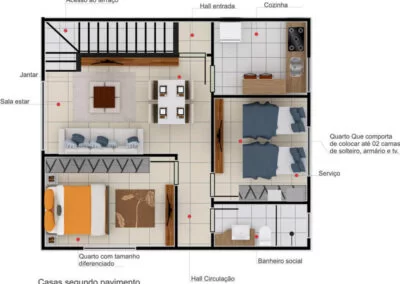 Acesso ao terraço
Hall entrada
Cozinha
Jantar
Sala estar
Quarto Que comporta
de colocar até 02 camas
de solteiro, armário e tv.
Serviço
Quarto com tamanho
diferenciado
Banheiro social
Hall Circulação
Casas segundo pavimento